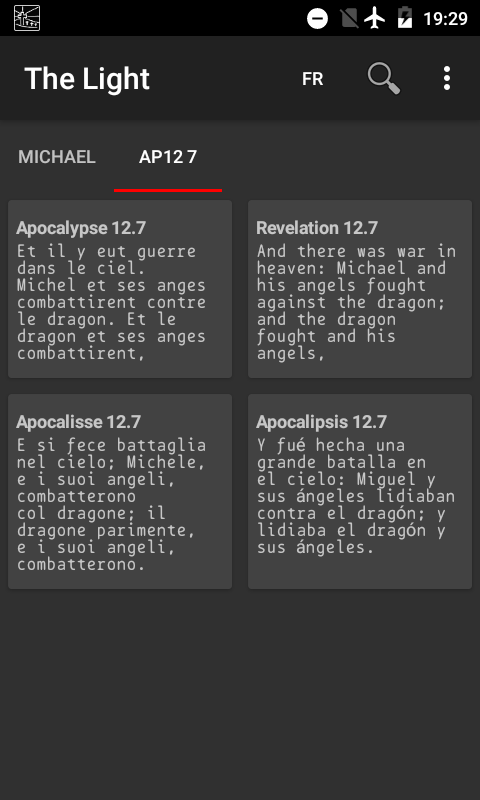 19:29
The Light
FR
MICHAEL
AP12 7
Apocalypse 12.7
Et il y eut guerre
dans le ciel.
Michel et ses anges
combattirent contre
le dragon. Et le
dragon et ses anges
combattirent,
Revelation 12.7
And there was war in
heaven: Michael and
his angels fought
against the dragon;
and the dragon
fought and his
angels,
Apocalisse 12.7
E si fece battaglia
nel cielo; Michele,
e i suoi angeli,
combatterono
col dragone; il
dragone parimente,
e i suoi angeli,
combatterono.
Apocalipsis 12.7
Y fué hecha una
grande batalla en
el cielo: Miguel y
sus ángeles lidiaban
contra el dragón; y
lidiaba el dragón y
sus ángeles.